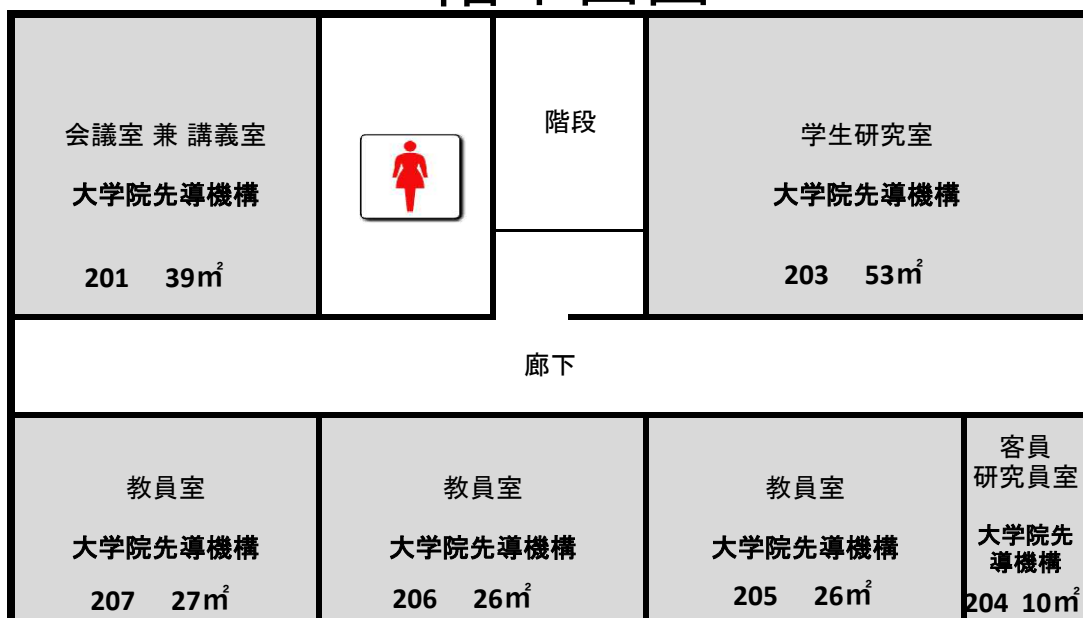 会議室 兼 講義室
大学院先導機構
201 39㎡
階段
学生研究室
大学院先導機構
203 53㎡
廊下
教員室
大学院先導機構
207 27㎡
教員室
大学院先導機構
206 26㎡
教員室
大学院先導機構
205 26㎡
客員
研究員室
大学院先
導機構
204 10㎡